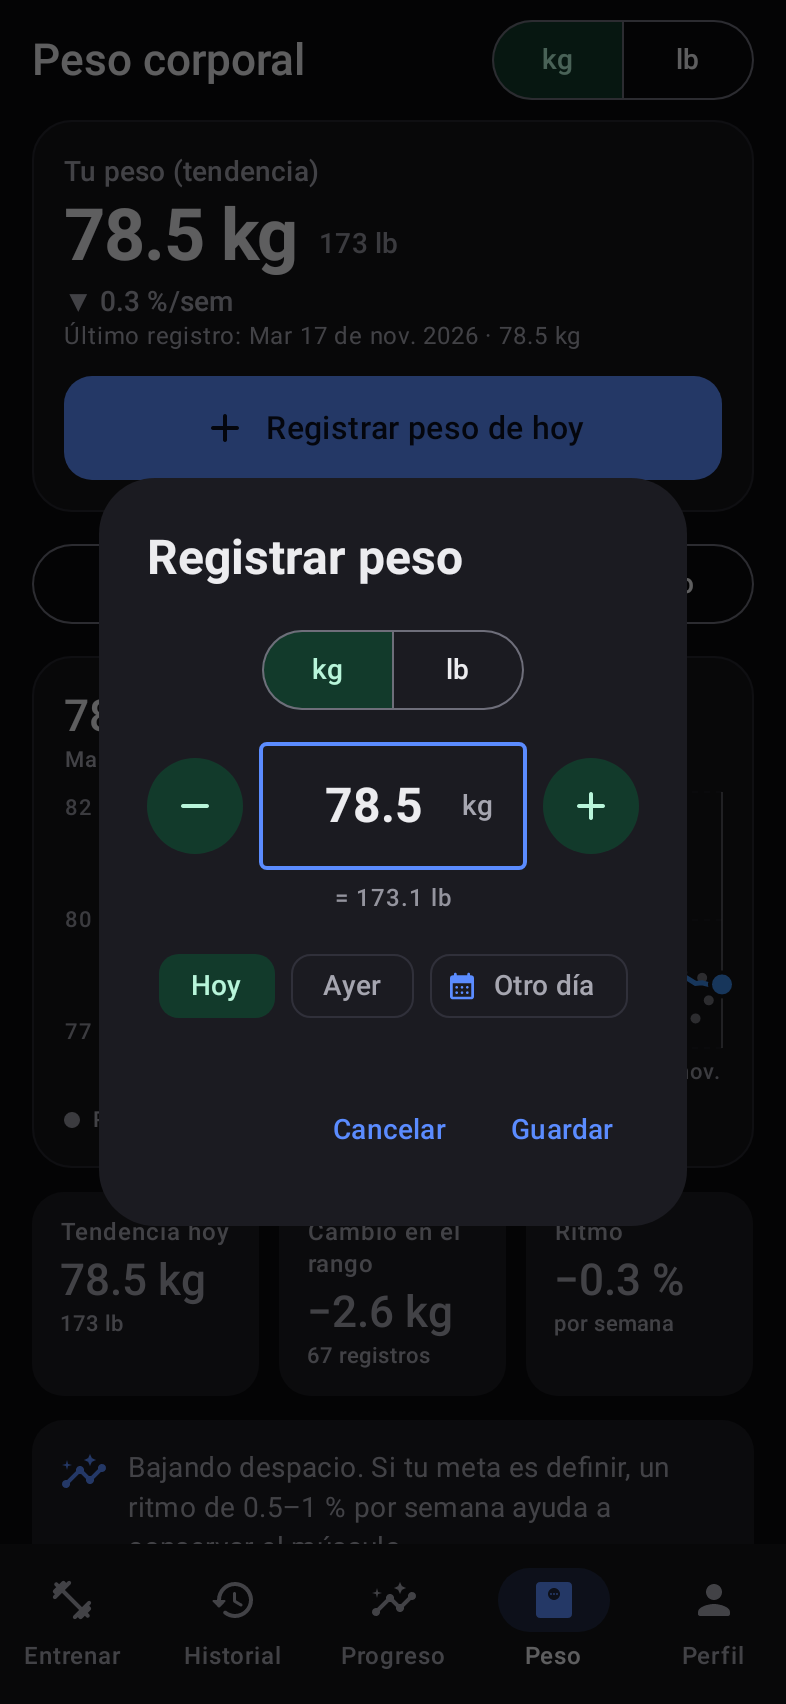 Peso corporal
kg
lb
Tu peso (tendencia)
78.5 kg 173 lb
▼ 0.3 %/sem
Último registro: Mar 17 de nov. 2026 · 78.5 kg
Registrar peso de hoy
Registrar peso
kg
lb
78.5 kg
= 173.1 lb
Hoy
Ayer
Otro día
Cancelar
Guardar
82
80
77
Tendencia hoy
78.5 kg
173 lb
Cambio en el
rango
−2.6 kg
67 registros
Ritmo
−0.3 %
por semana
Bajando despacio. Si tu meta es definir, un
ritmo de 0.5–1 % por semana ayuda a
Entrenar
Historial
Progreso
Peso
Perfil